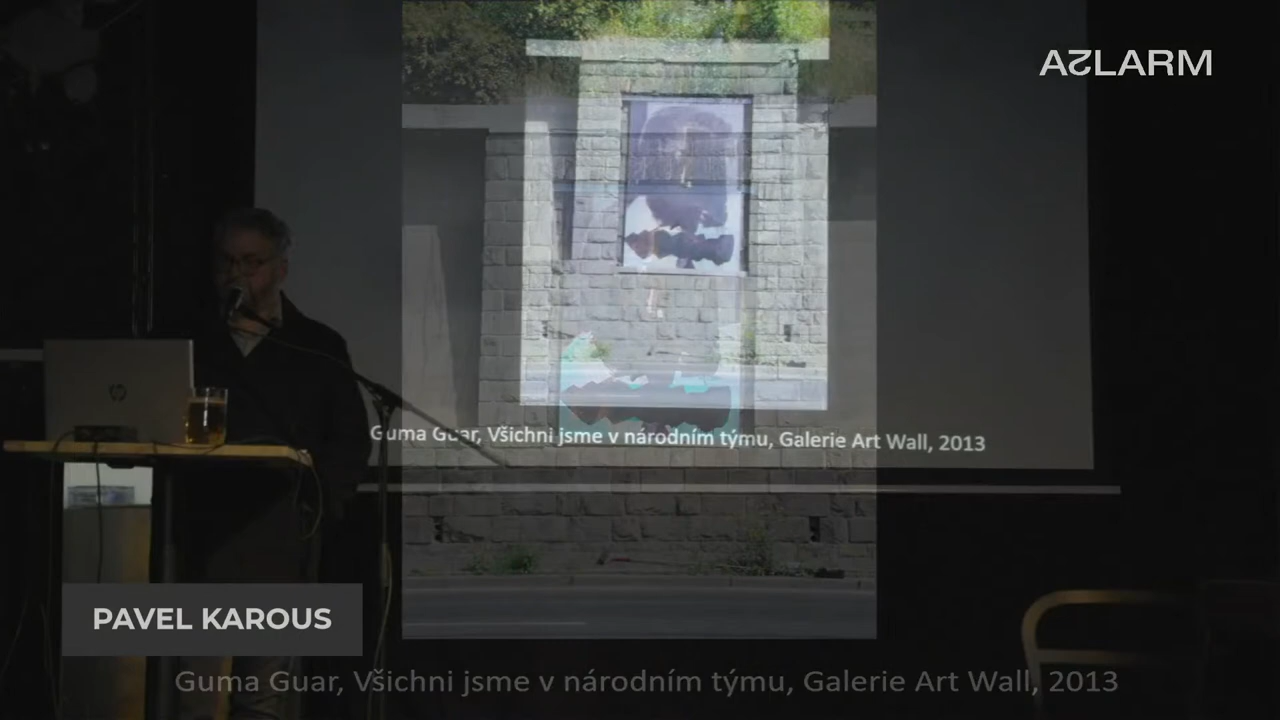 A2LARM
Guma Guar, Všichni jsme v národním týmu, Galerie Art Wall, 2013
PAVEL KAROUS
Guma Guar, Všichni jsme v národním týmu, Galerie Art Wall, 2013